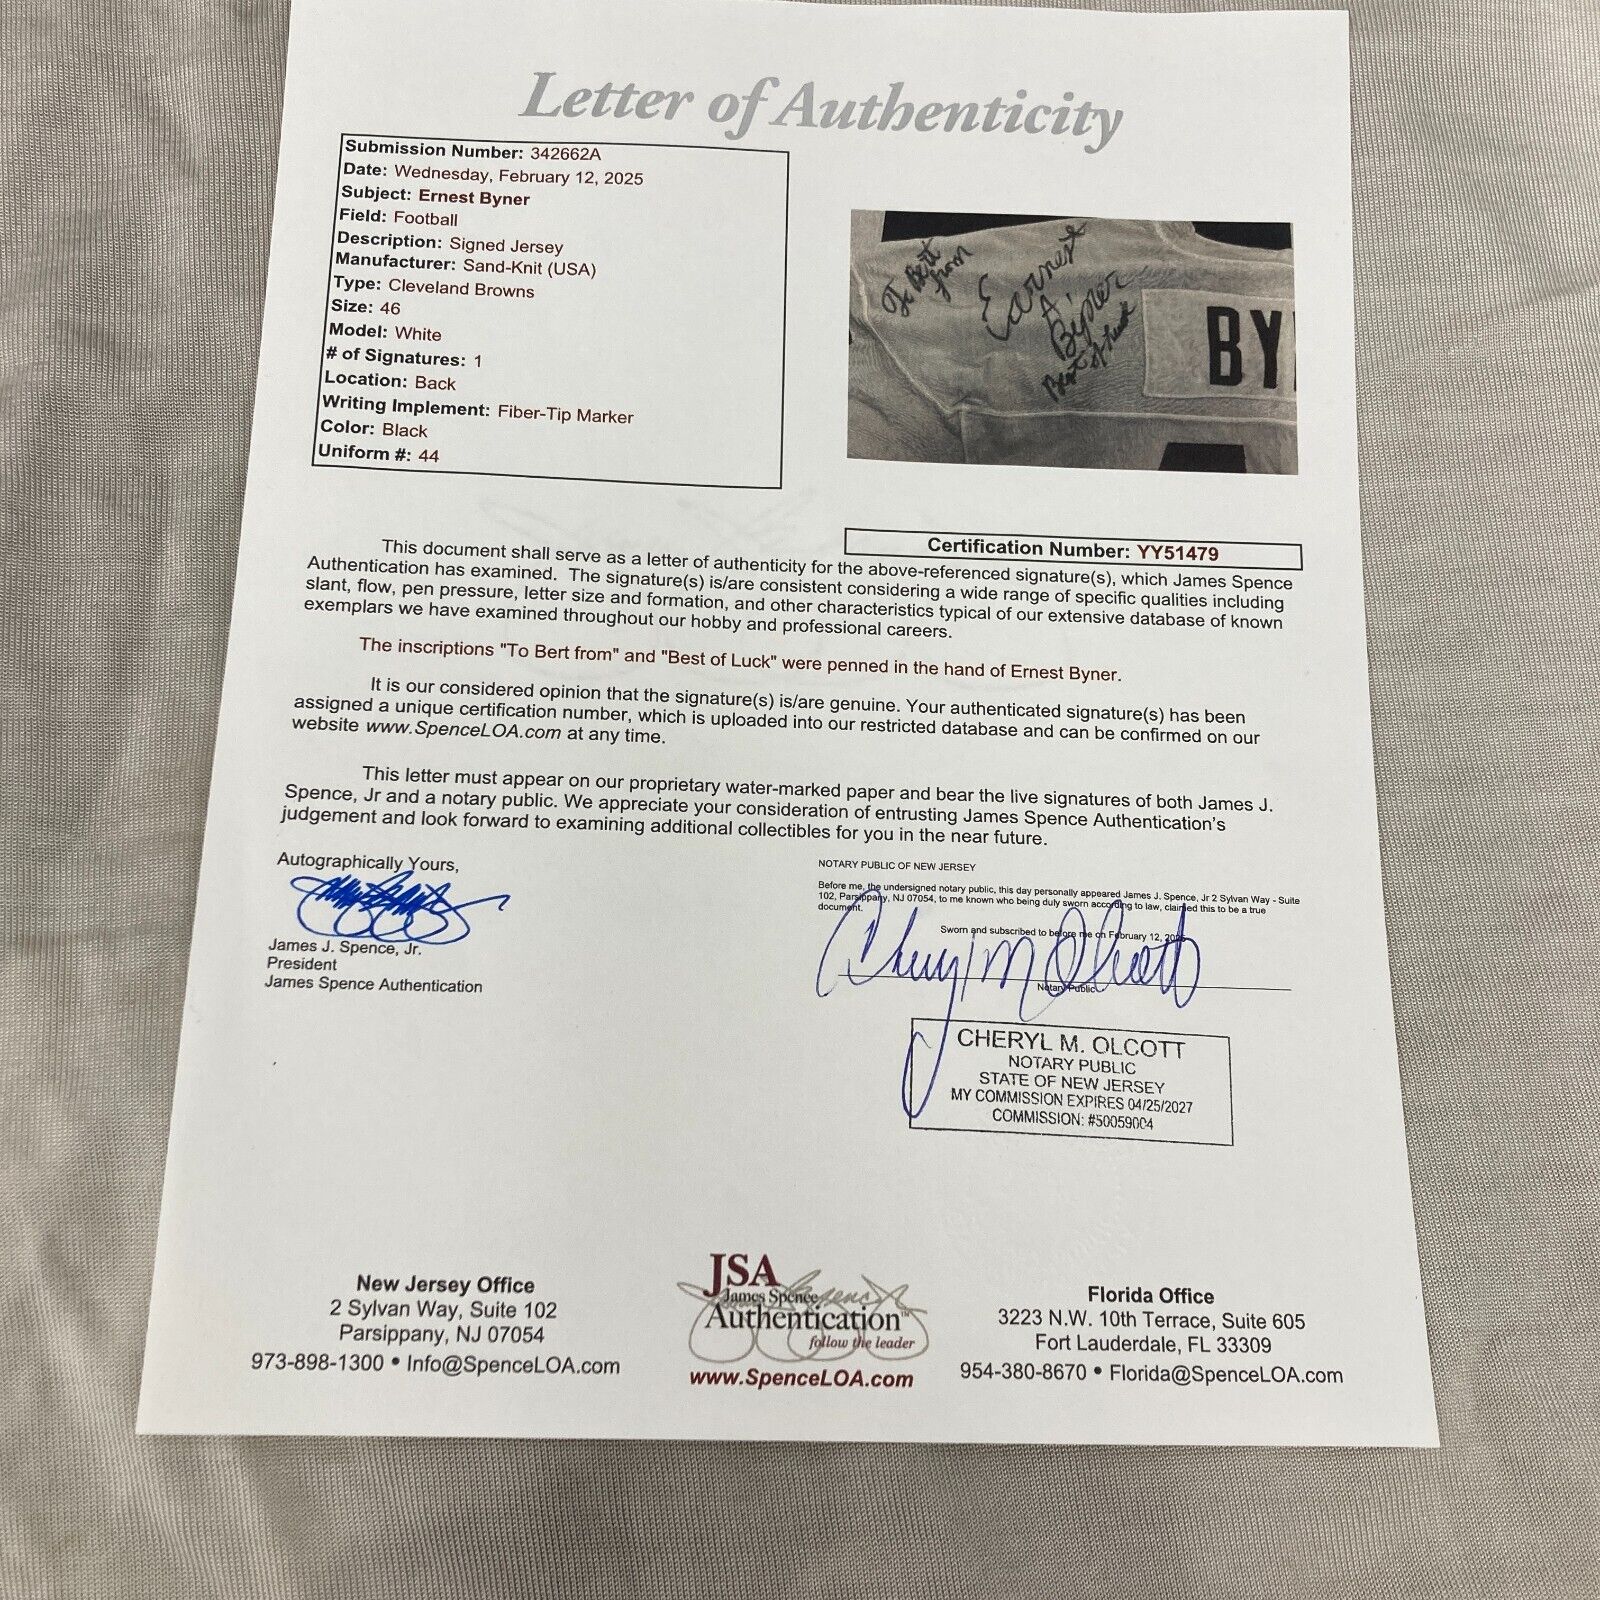 Letter of Authenticity
Submission Number: 342662A
Date: Wednesday, February 12, 2025
Subject: Ernest Byner
Field: Football
Description: Signed Jersey
Manufacturer: Sand-Knit (USA)
Type: Cleveland Browns
Size: 46
Model: White
# of Signatures: 1
Location: Back
Writing Implement: Fiber-Tip Marker
Color: Black
Uniform #: 44
To Bert
from
Earnest
A
Byner
Best of Luck
BY
Certification Number: YY51479
This document shall serve as a letter of authenticity for the above-referenced signature(s), which James Spence
Authentication has examined. The signature(s) is/are consistent considering a wide range of specific qualities including
slant, flow, pen pressure, letter size and formation, and other characteristics typical of our extensive database of known
exemplars we have examined throughout our hobby and professional careers.
The inscriptions "To Bert from" and "Best of Luck" were penned in the hand of Ernest Byner.
It is our considered opinion that the signature(s) is/are genuine. Your authenticated signature(s) has been
assigned a unique certification number, which is uploaded into our restricted database and can be confirmed on our
website www.SpenceLOA.com at any time.
This letter must appear on our proprietary water-marked paper and bear the live signatures of both James J.
Spence, Jr and a notary public. We appreciate your consideration of entrusting James Spence Authentication's
judgement and look forward to examining additional collectibles for you in the near future.
Autographically Yours,
James J. Spence, Jr.
President
James Spence Authentication
NOTARY PUBLIC OF NEW JERSEY
Before me, the undersigned notary public, this day personally appeared James J. Spence, Jr 2 Sylvan Way - Suite
102, Parsippany, NJ 07054, to me known who being duly sworn according to law, claimed this to be a true
document.
Sworn and subscribed to before me on February 12, 2025
Cheryl M Olcott
Notary Public
CHERYL M. OLCOTT
NOTARY PUBLIC
STATE OF NEW JERSEY
MY COMMISSION EXPIRES 04/25/2027
COMMISSION: #50059004
New Jersey Office
2 Sylvan Way, Suite 102
Parsippany, NJ 07054
973-898-1300 • Info@SpenceLOA.com
JSA
James Spence
Authentication™
follow the leader
www.SpenceLOA.com
Florida Office
3223 N.W. 10th Terrace, Suite 605
Fort Lauderdale, FL 33309
954-380-8670 • Florida@SpenceLOA.com